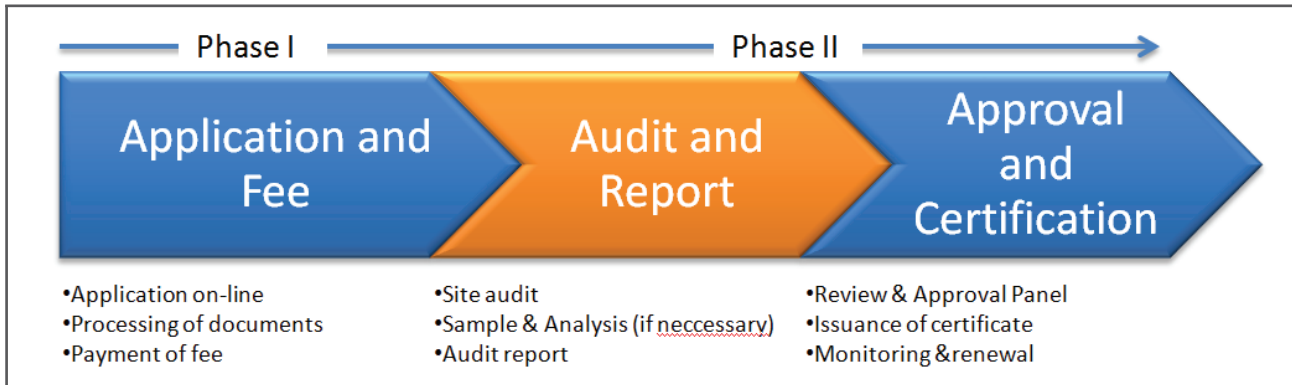 Phase I
Phase II
Application and
Fee
Audit and
Report
Approval
and
Certification
•Application on-line
•Processing of documents
•Payment of fee
•Site audit
•Sample & Analysis (if neccessary)
•Audit report
•Review & Approval Panel
•Issuance of certificate
•Monitoring &renewal